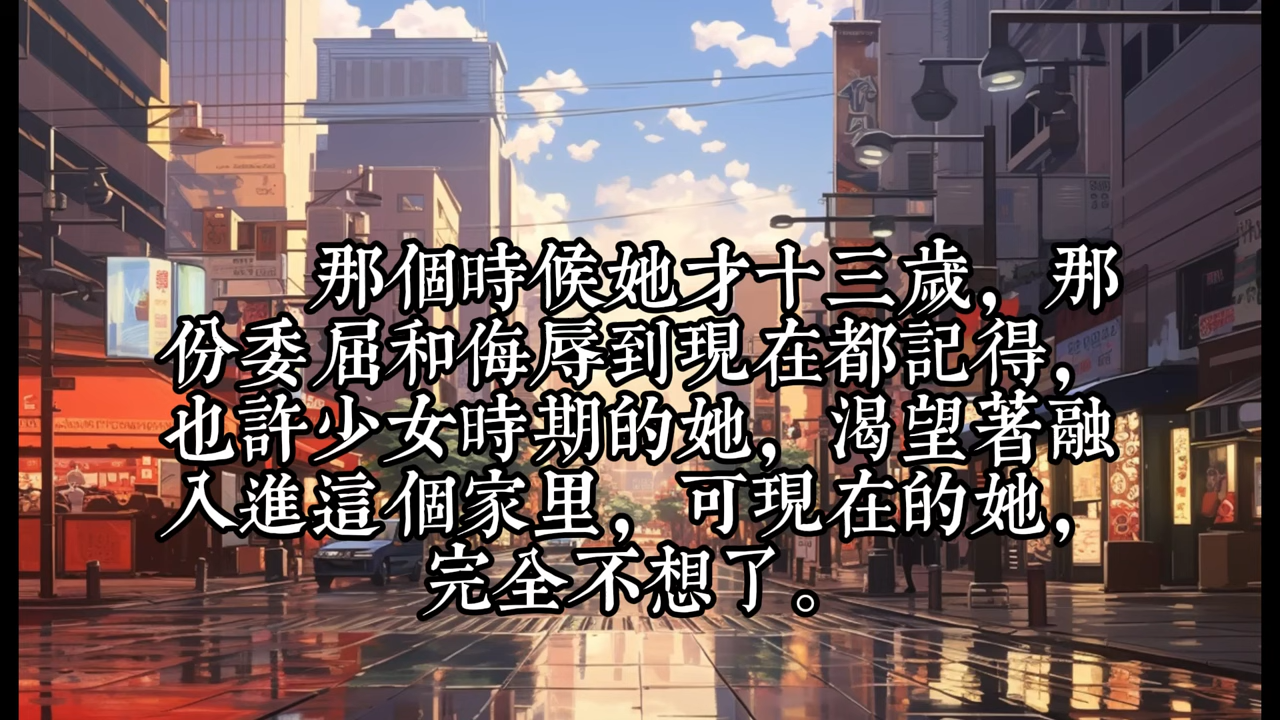 那個時候她才十三歲，那
份委屈和侮辱到現在都記得，
也許少女時期的她，渴望著融
入進這個家里，可現在的她，
完全不想了。